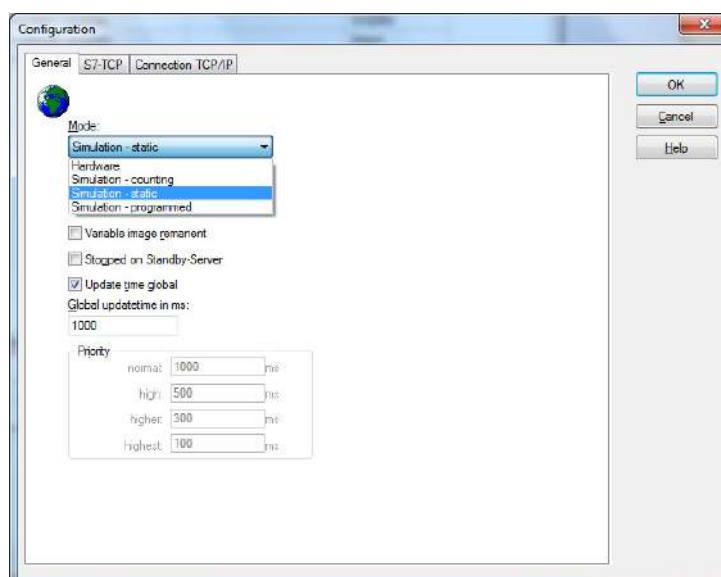 Configuration
General
S7-TCP
Connection TCP/IP
OK
Cancel
Help
Mode:
Simulation - static
Hardware
Simulation - counting
Simulation - static
Simulation - programmed
Variable image remanent
Stopped on Standby-Server
Update time global
Global updatetime in ms:
1000
Priority
normal: 1000 ms
high: 500 ms
higher: 300 ms
highest: 100 ms